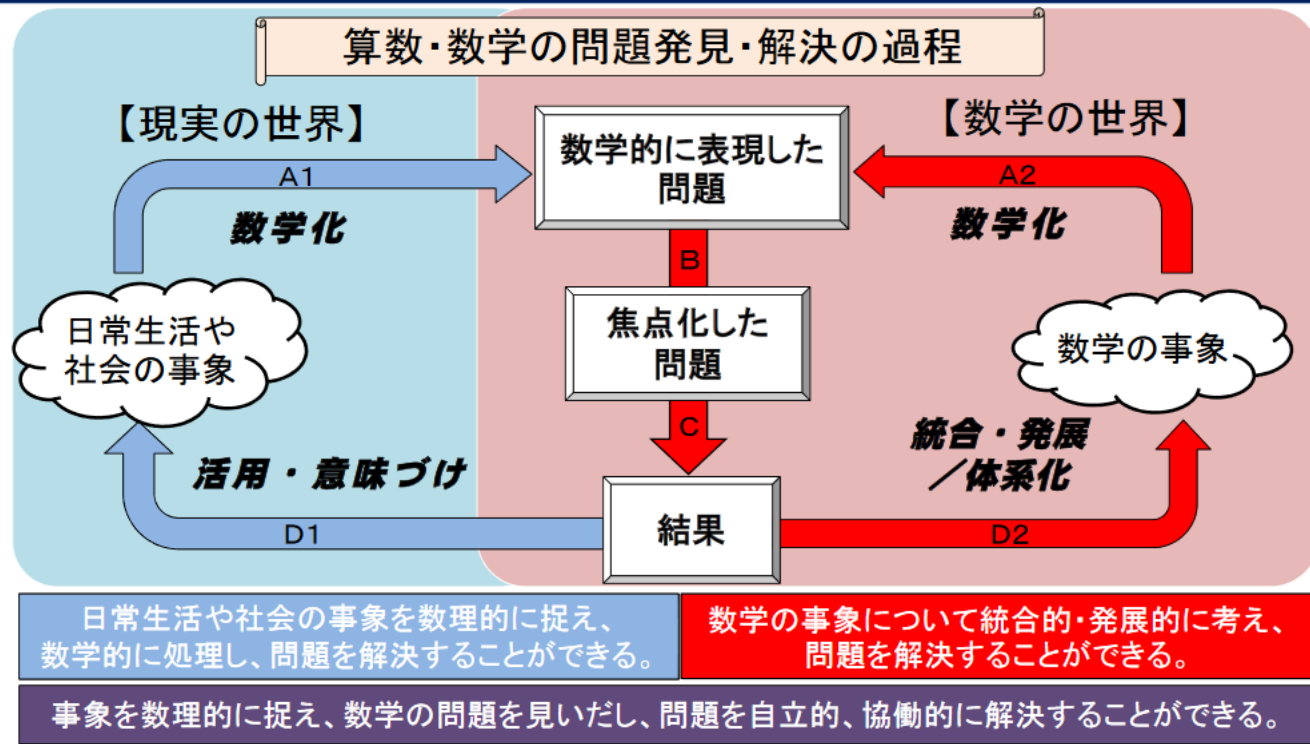 算数・数学の問題発見・解決の過程
【現実の世界】
【数学の世界】
数学的に表現した
問題
A1
数学化
A2
数学化
B
日常生活や
社会の事象
焦点化した
問題
数学の事象
C
活用・意味づけ
統合・発展
／体系化
D1
結果
D2
日常生活や社会の事象を数理的に捉え、
数学的に処理し、問題を解決することができる。
数学の事象について統合的・発展的に考え、
問題を解決することができる。
事象を数理的に捉え、数学の問題を見いだし、問題を自立的、協働的に解決することができる。